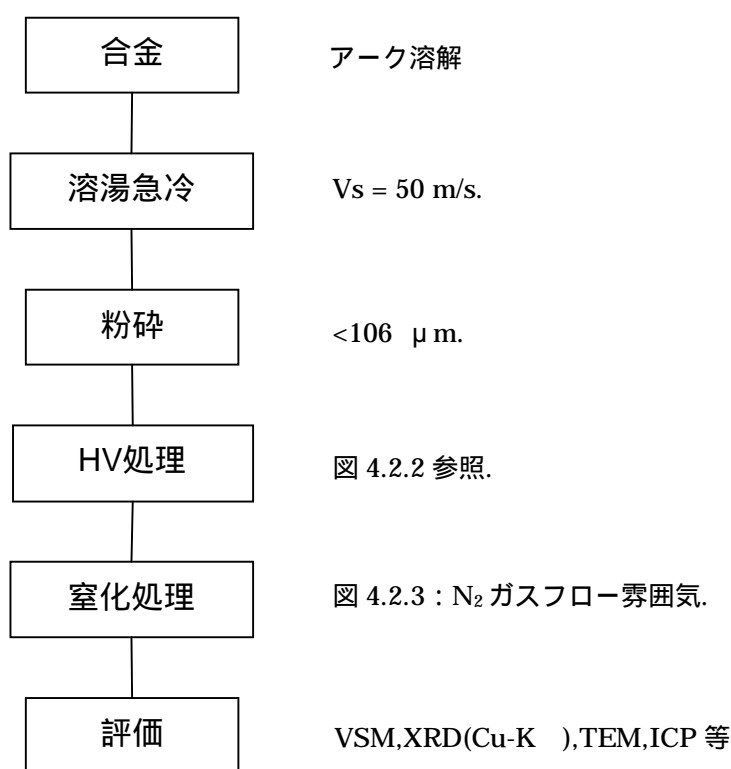 合金 アーク溶解
溶湯急冷 Vs = 50 m/s.
粉砕 <106 μm.
HV処理 図 4.2.2 参照.
窒化処理 図 4.2.3：N₂ガスフロー雰囲気.
評価 VSM,XRD(Cu-K ),TEM,ICP 等